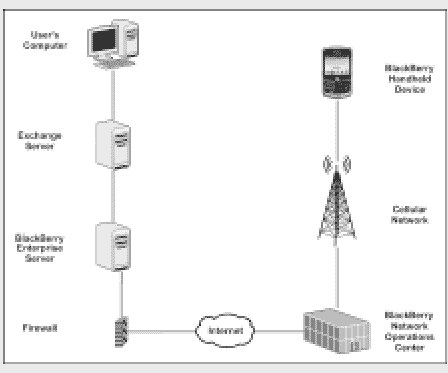 User's
Computer
Exchange
Server
BlackBerry
Enterprise
Server
Firewall
Internet
BlackBerry
Handheld
Device
Cellular
Network
BlackBerry
Network
Operations
Center